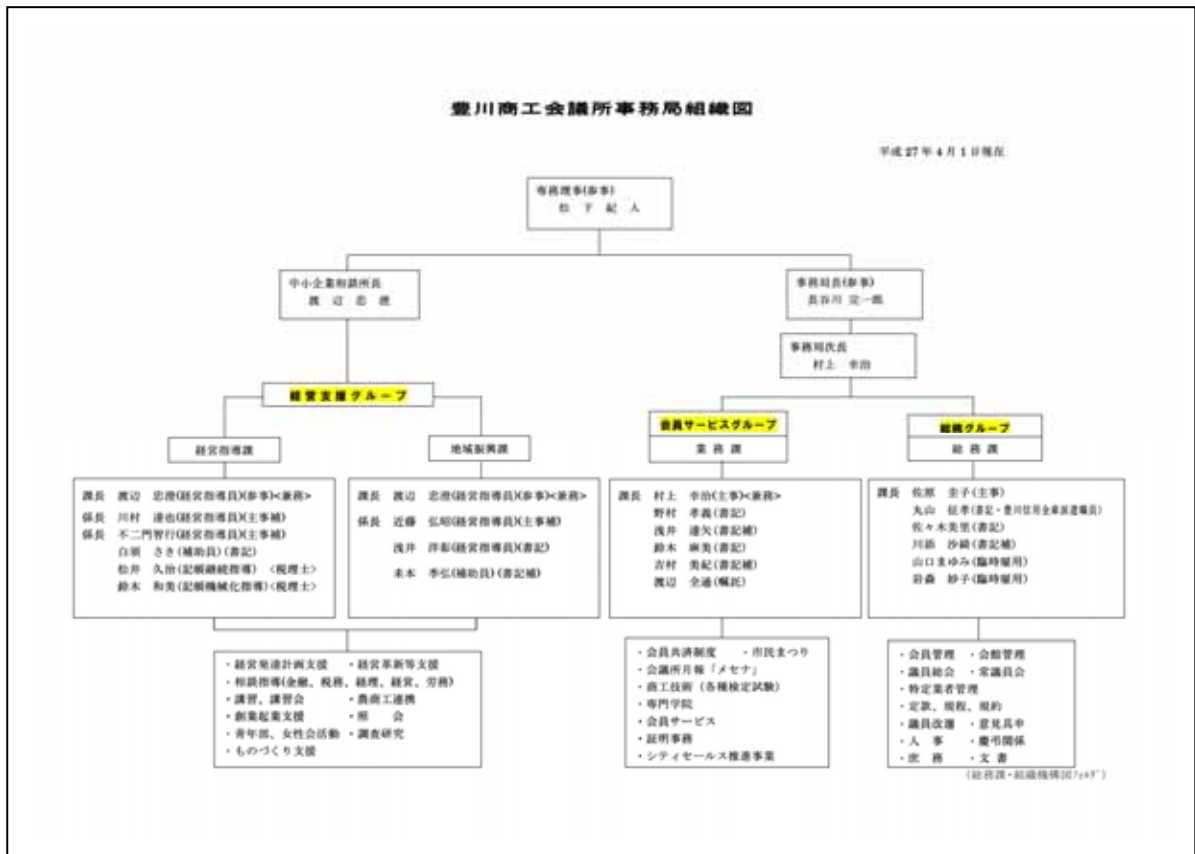 豊川商工会議所事務局組織図
平成27年4月1日現在
専務理事(参事)
松下紀人
中小企業相談所長
渡辺忠澄
事務局長(参事)
長谷川完一郎
事務局次長
村上 幸治
経営支援グループ
会員サービスグループ
総務グループ
経営指導課
地域振興課
業務課
総務課
課長 渡辺 忠澄(経営指導員)(参事)<兼務>
係長 川村 達也(経営指導員)(主事補)
係長 不二門智行(経営指導員)(主事補)
白須 さき(補助員)(書記)
松井 久治(記帳継続指導) <税理士>
鈴木 和美(記帳機械化指導)<税理士>
課長 渡辺 忠澄(経営指導員)(参事)<兼務>
係長 近藤 弘昭(経営指導員)(主事補)
浅井 洋彰(経営指導員)(書記)
季弘(補助員)(書記補)
課長 村上 幸治(主事)<兼務>
野村 孝義(書記)
浅井 達矢(書記補)
鈴木 麻美(書記)
吉村 美紀(書記補)
渡辺 全通(嘱託)
課長 佐原 圭子(主事)
丸山 征孝(書記・豊川信用金庫派遣職員)
佐々木美里(書記)
川添 沙綺(書記補)
山口まゆみ(臨時雇用)
岩森 妙子(臨時雇用)
・経営発達計画支援 ・経営革新等支援
・相談指導(金融、税務、経理、経営、労務)
・講習、講習会 ・農商工連携
・創業起業支援 ・照 会
・青年部、女性会活動 ・調査研究
・ものづくり支援
・会員共済制度 ・市民まつり
・会議所月報「メセナ」
・商工技術(各種検定試験)
・専門学院
・会員サービス
・証明事務
・シティセールス推進事業
・会員管理 ・会館管理
・議員総会 ・常議員会
・特定業者管理
・定款、規程、規約
・議員改選 ・意見具申
・人 事 ・慶弔関係
・庶 務 ・文書
(総務課・組織機構図フォルダ)